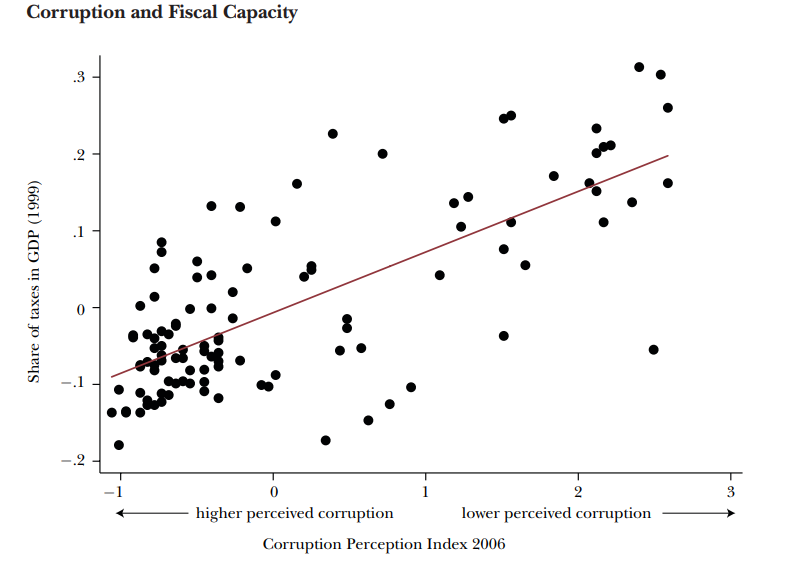 Corruption and Fiscal Capacity
.3
.2
.1
0
−.1
−.2
Share of taxes in GDP (1999)
−1 0 1 2 3
higher perceived corruption lower perceived corruption
Corruption Perception Index 2006